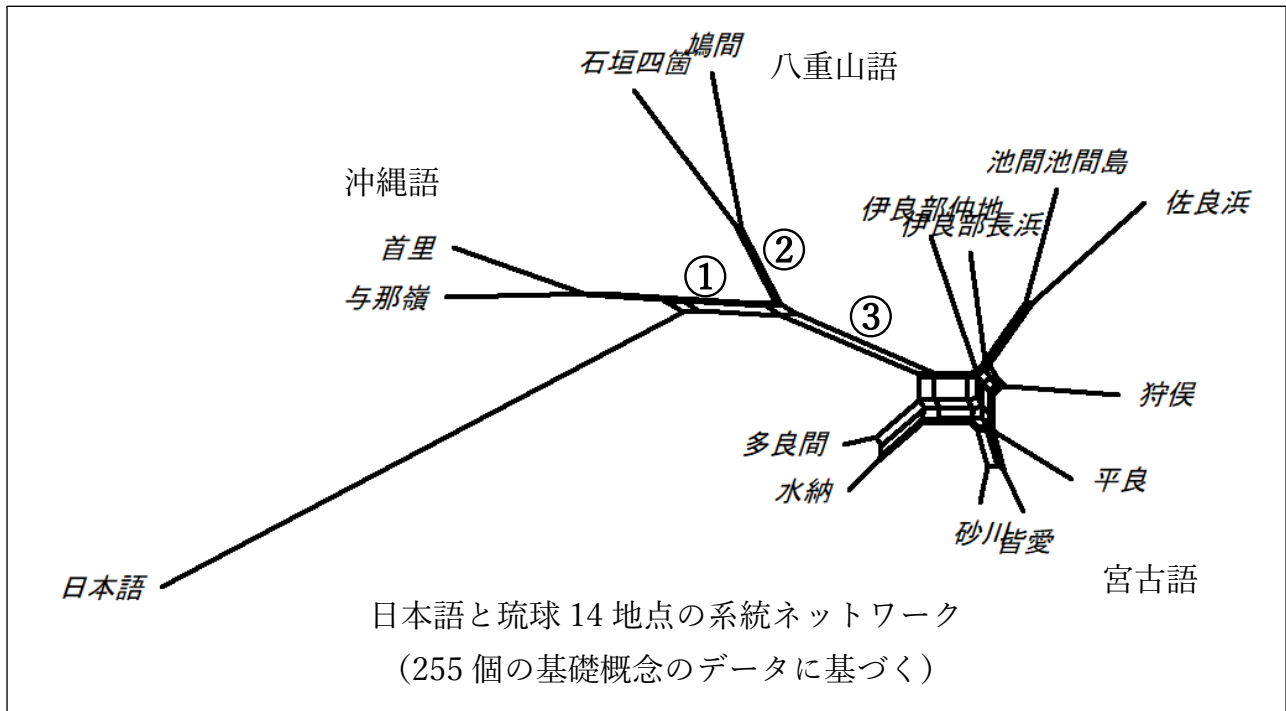 鳩間
石垣四箇
八重山語
沖縄語
池間池間島
伊良部仲地
佐良浜
伊良部長浜
首里
①
②
与那嶺
③
狩俣
多良間
平良
水納
砂川
皆愛
日本語
宮古語
日本語と琉球 14 地点の系統ネットワーク
（255 個の基礎概念のデータに基づく）